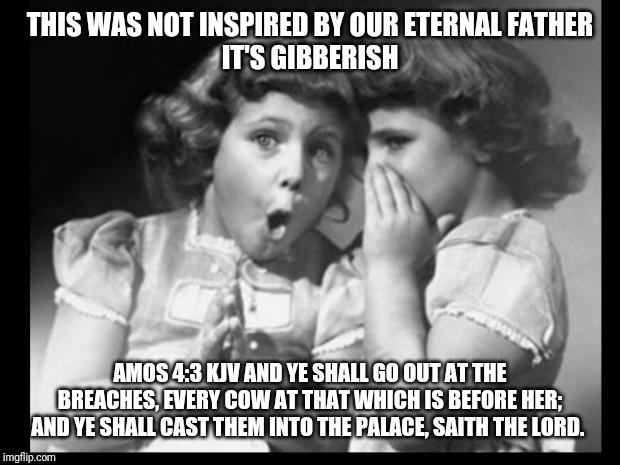 THIS WAS NOT INSPIRED BY OUR ETERNAL FATHER
IT'S GIBBERISH
AMOS 4:3 KJV AND YE SHALL GO OUT AT THE
BREACHES, EVERY COW AT THAT WHICH IS BEFORE HER;
AND YE SHALL CAST THEM INTO THE PALACE, SAITH THE LORD.
imgflip.com